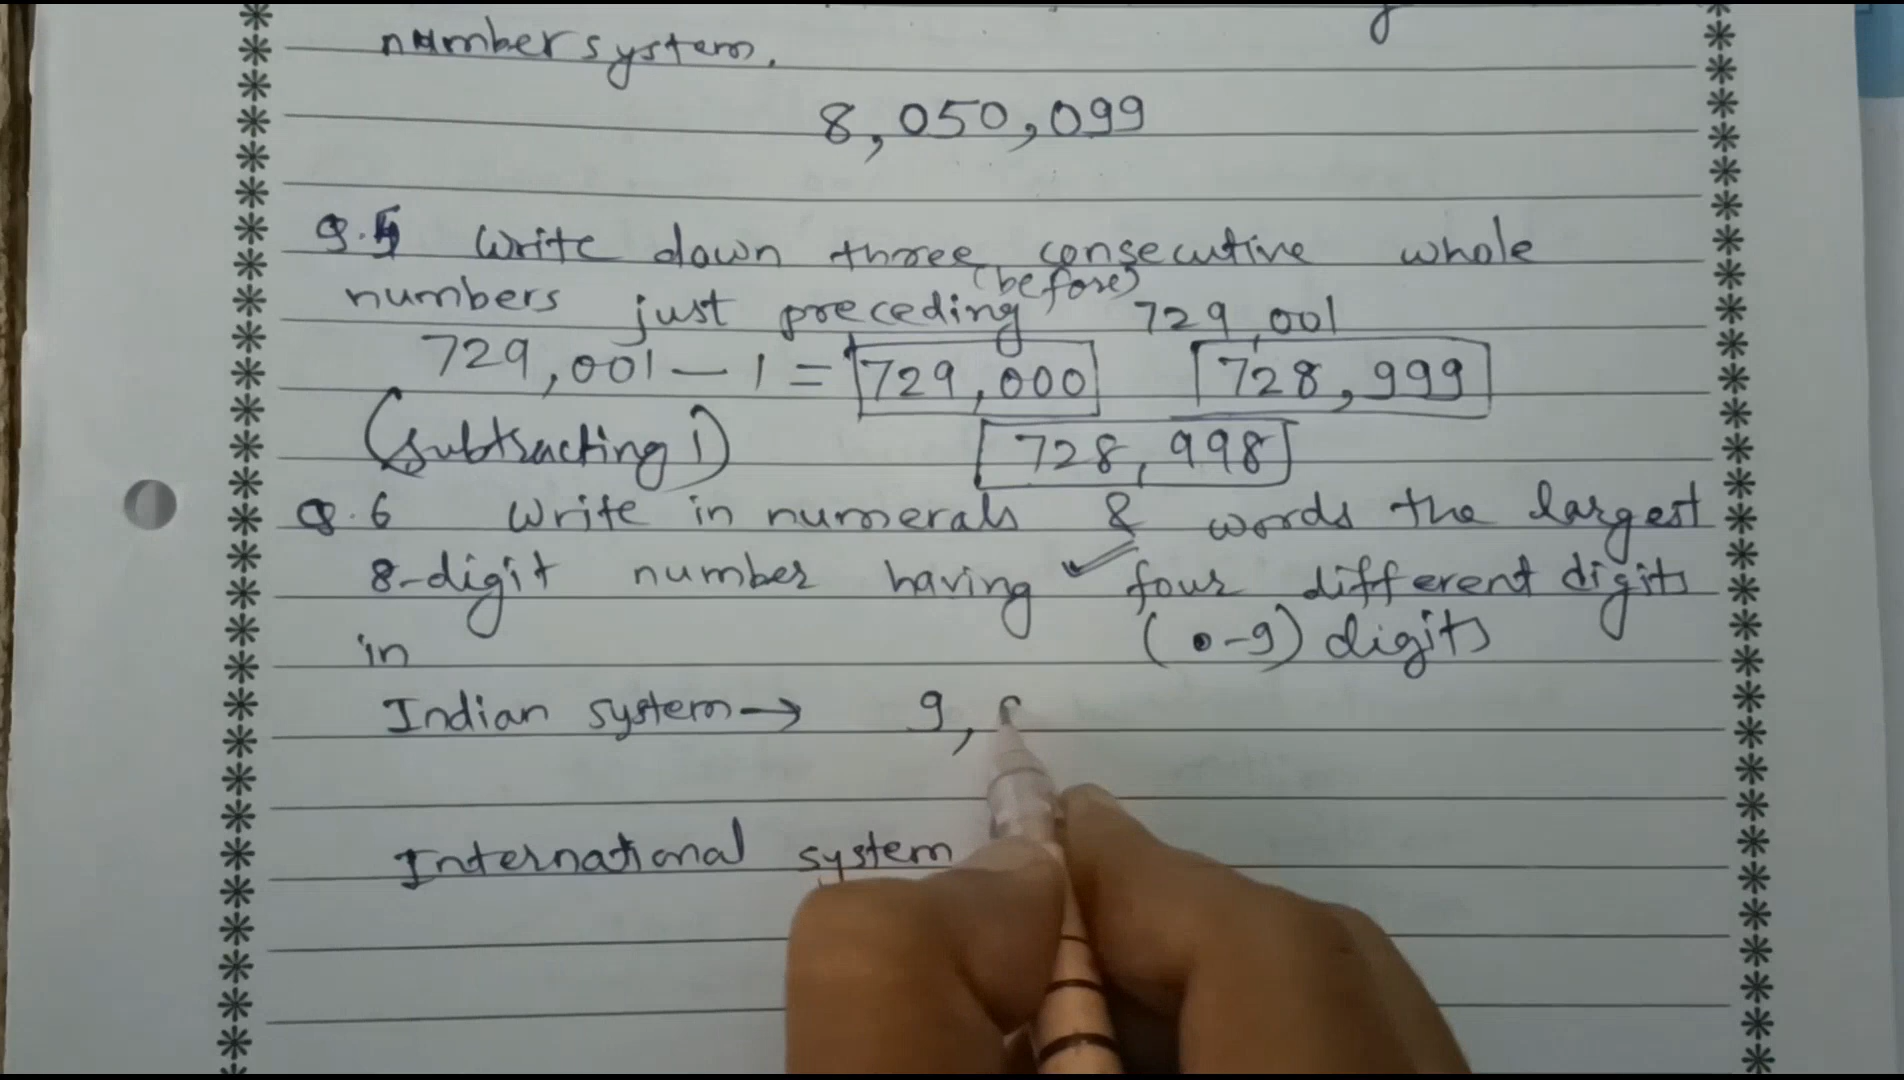 number system.
8,050,099
Q.5 Write down three consecutive whole
(before)
numbers just preceding 729,001
729,001 - 1 = 729,000 728,999
(subtracting 1) 728,998
Q.6 Write in numerals & words the largest
8-digit number having four different digits
in (0-9) digits
Indian system → 9,
International system